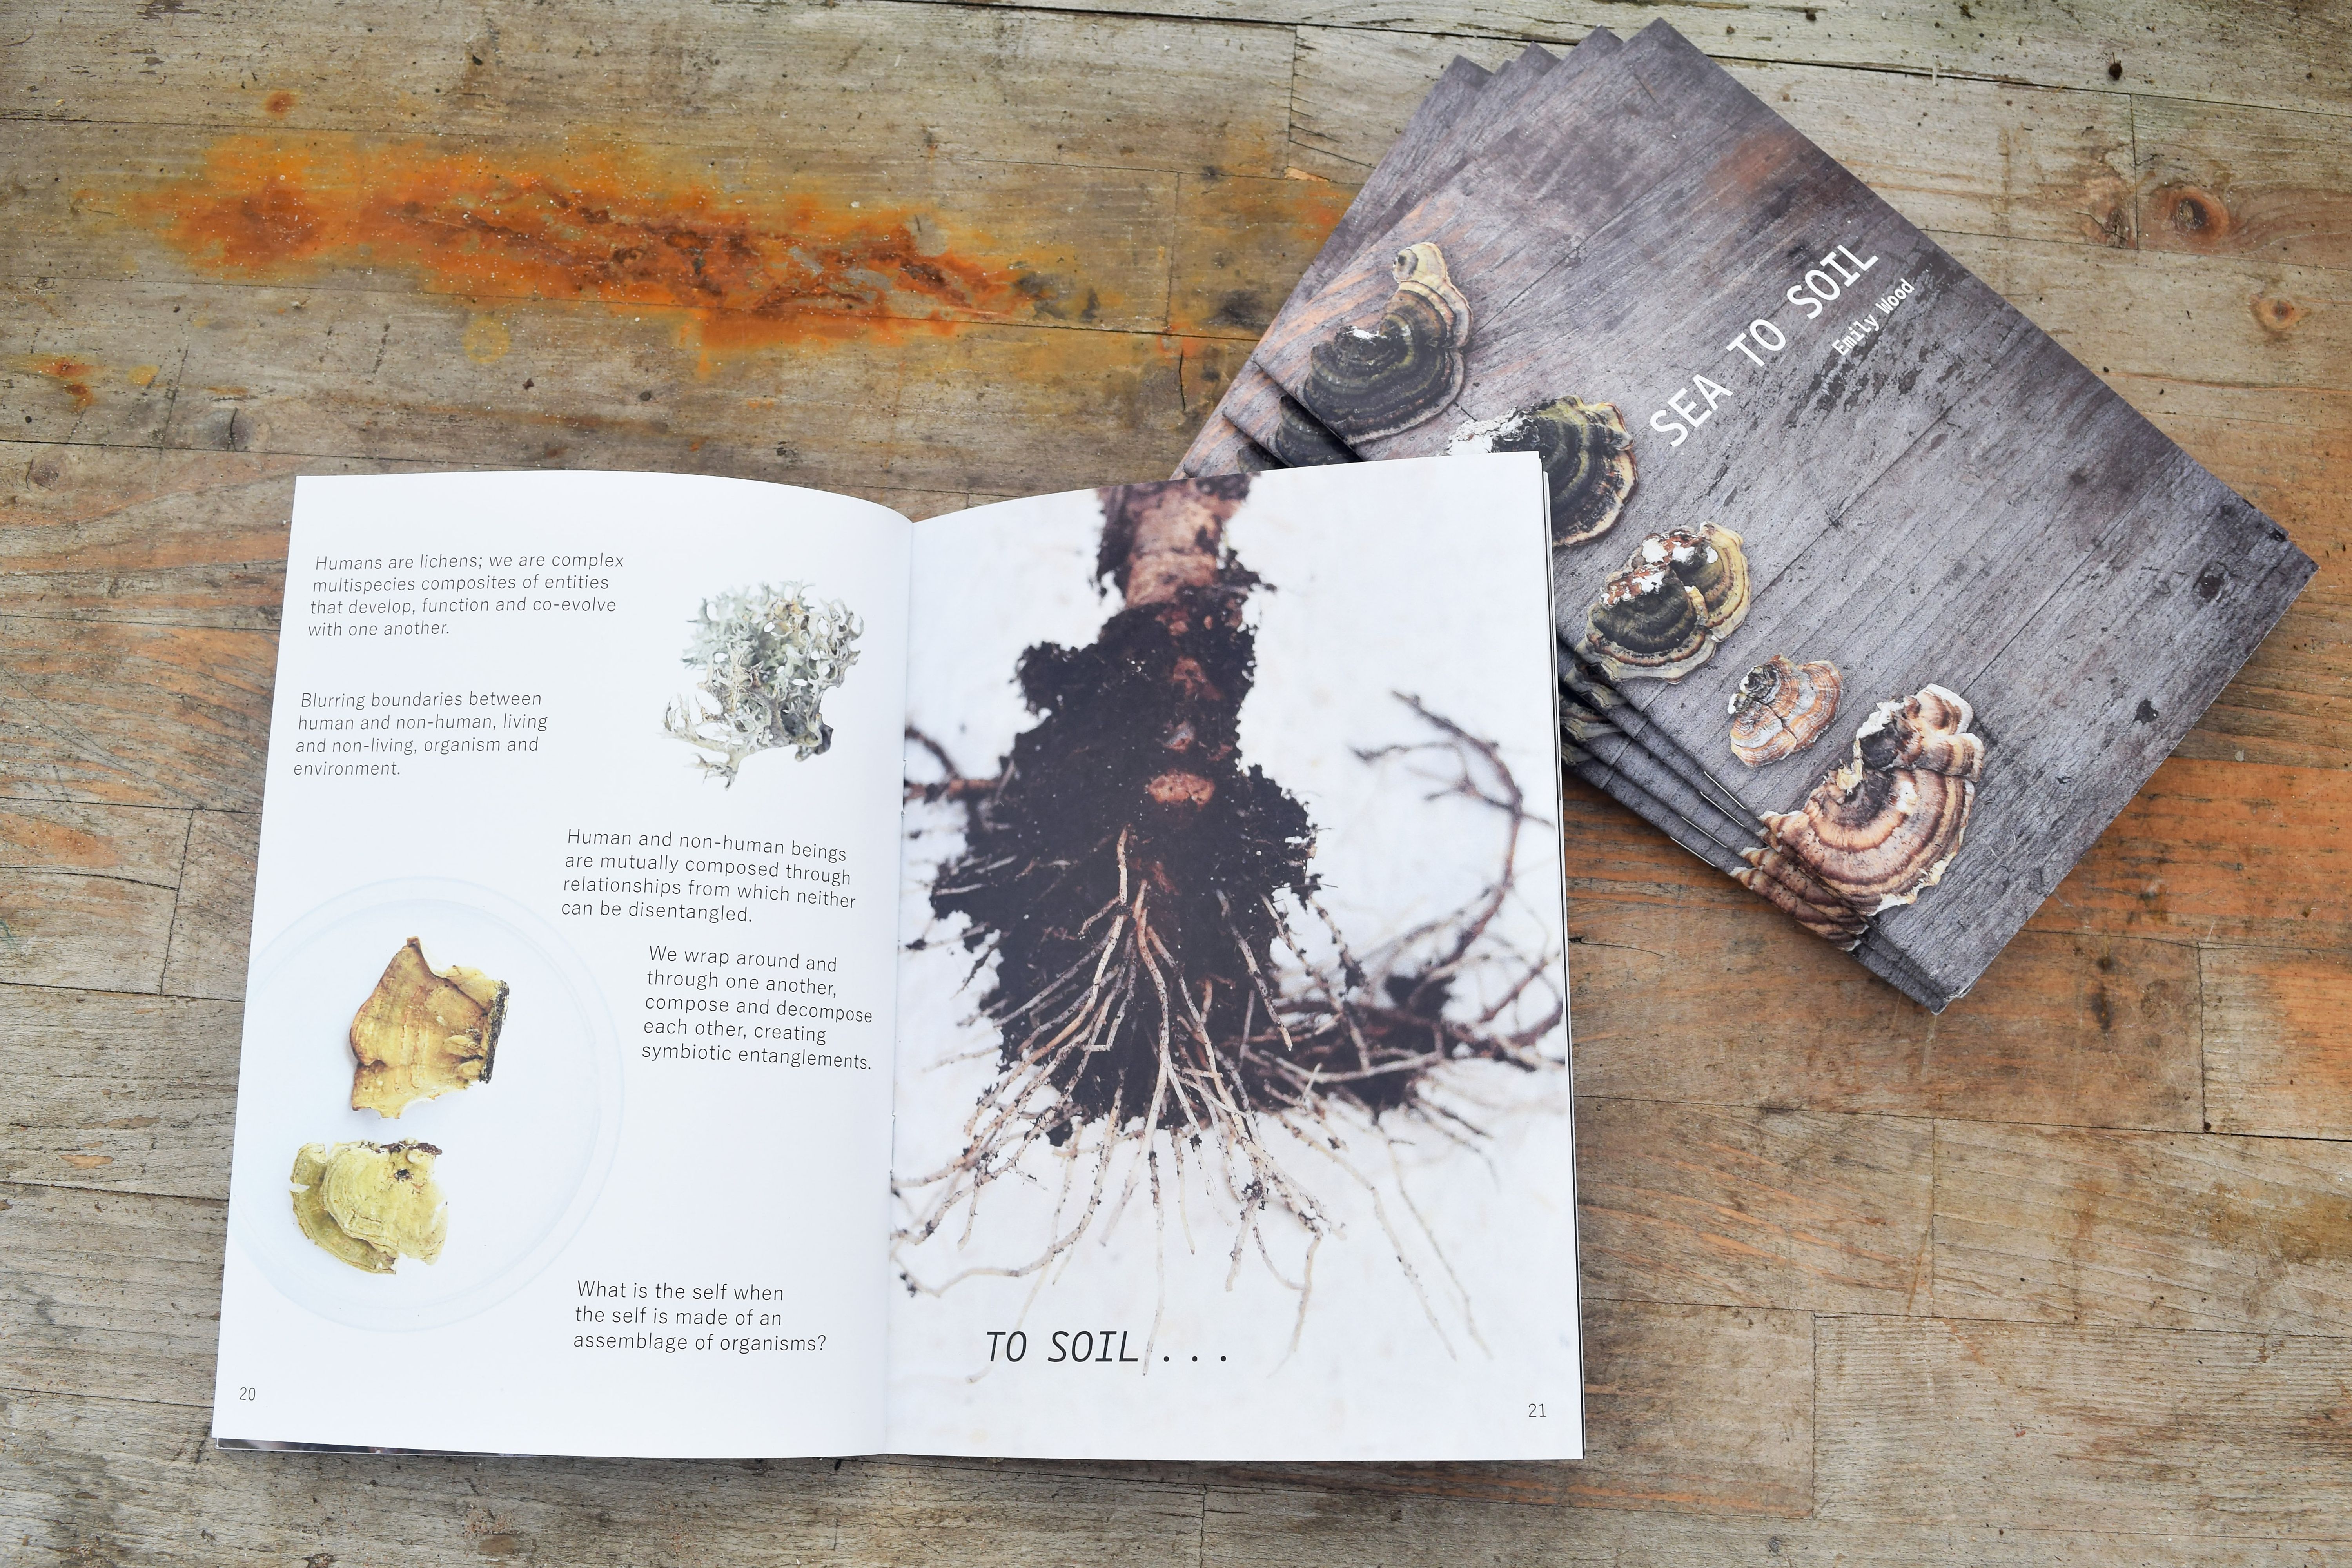 SEA TO SOIL
Emily Wood
Humans are lichens; we are complex
multispecies composites of entities
that develop, function and co-evolve
with one another.
Blurring boundaries between
human and non-human, living
and non-living, organism and
environment.
Human and non-human beings
are mutually composed through
relationships from which neither
can be disentangled.
We wrap around and
through one another,
compose and decompose
each other, creating
symbiotic entanglements.
What is the self when
the self is made of an
assemblage of organisms?
20
TO SOIL ...
21